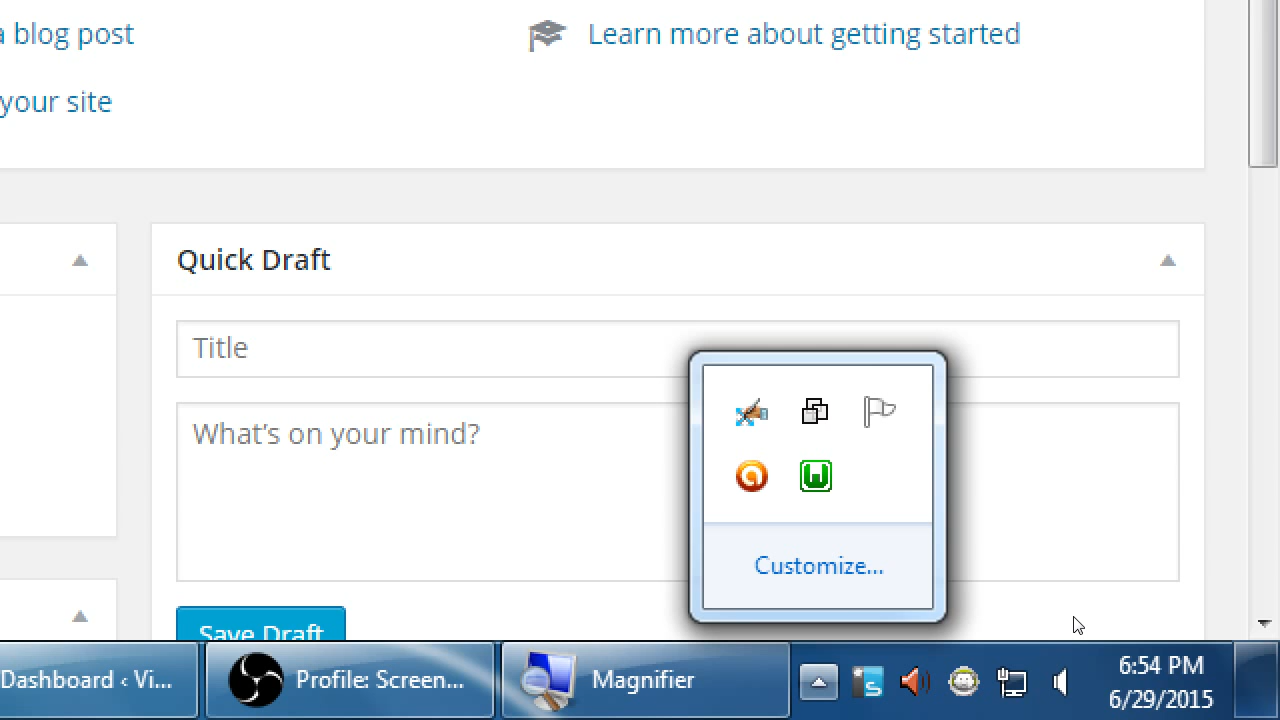 a blog post
Learn more about getting started
your site
Quick Draft
Title
What's on your mind?
Customize...
Save Draft
Dashboard ‹ Vi...
Profile: Screen...
Magnifier
S
6:54 PM
6/29/2015